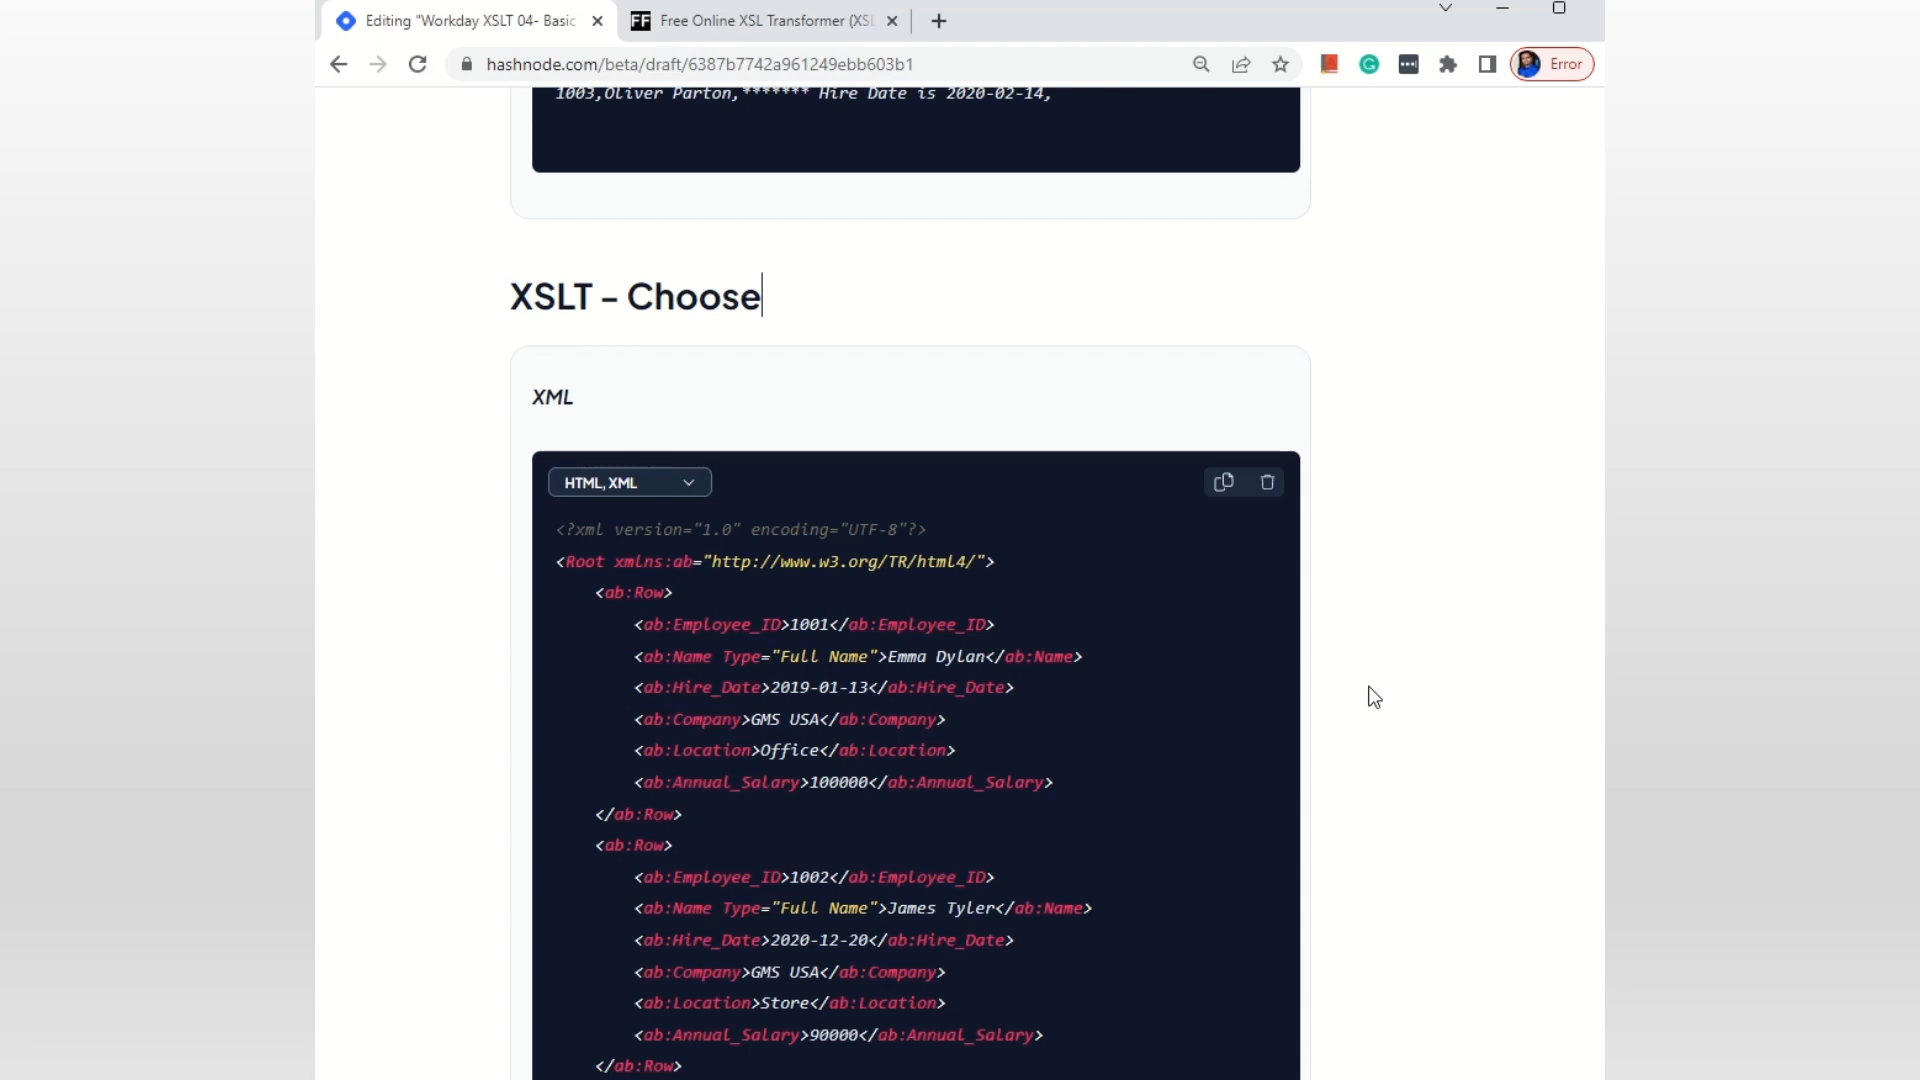 Editing "Workday XSLT 04- Basic
Free Online XSL Transformer (XSL
hashnode.com/beta/draft/6387b7742a961249ebb603b1
Error
1003,Oliver Parton,******* Hire Date is 2020-02-14,
XSLT – Choose
XML
HTML, XML
<?xml version="1.0" encoding="UTF-8"?>
<Root xmlns:ab="http://www.w3.org/TR/html4/">
<ab:Row>
<ab:Employee_ID>1001</ab:Employee_ID>
<ab:Name Type="Full Name">Emma Dylan</ab:Name>
<ab:Hire_Date>2019-01-13</ab:Hire_Date>
<ab:Company>GMS USA</ab:Company>
<ab:Location>Office</ab:Location>
<ab:Annual_Salary>100000</ab:Annual_Salary>
</ab:Row>
<ab:Row>
<ab:Employee_ID>1002</ab:Employee_ID>
<ab:Name Type="Full Name">James Tyler</ab:Name>
<ab:Hire_Date>2020-12-20</ab:Hire_Date>
<ab:Company>GMS USA</ab:Company>
<ab:Location>Store</ab:Location>
<ab:Annual_Salary>90000</ab:Annual_Salary>
</ab:Row>